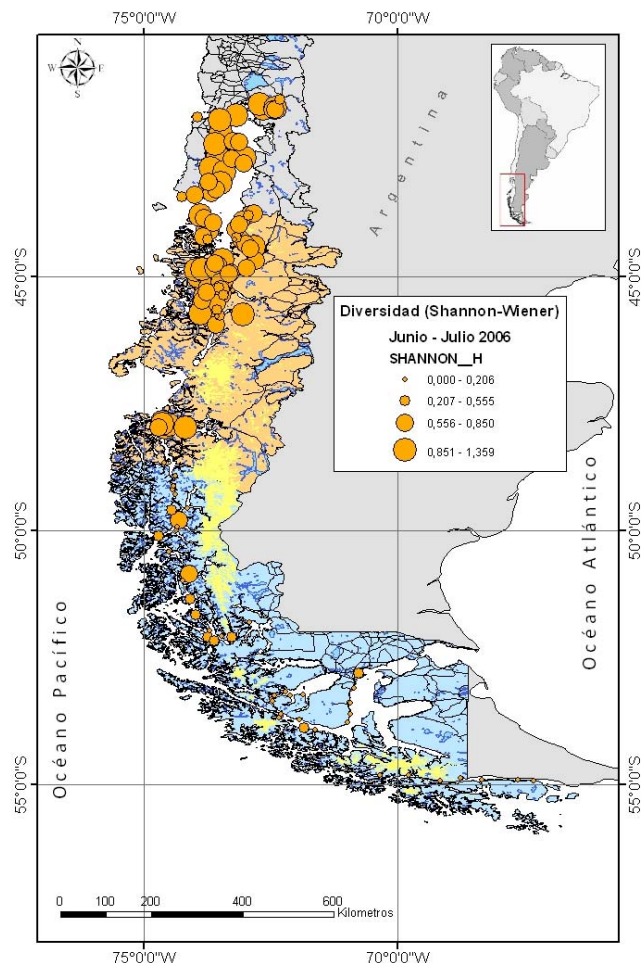 75°0'0"W 70°0'0"W
N
W E
S
Argentina
45°0'0"S 45°0'0"S
Diversidad (Shannon-Wiener)
Junio - Julio 2006
SHANNON__H
0,000 - 0,206
0,207 - 0,555
0,556 - 0,850
0,851 - 1,359
50°0'0"S 50°0'0"S
Océano Pacífico
Océano Atlántico
55°0'0"S 55°0'0"S
0 100 200 400 600
Kilometros
75°0'0"W 70°0'0"W